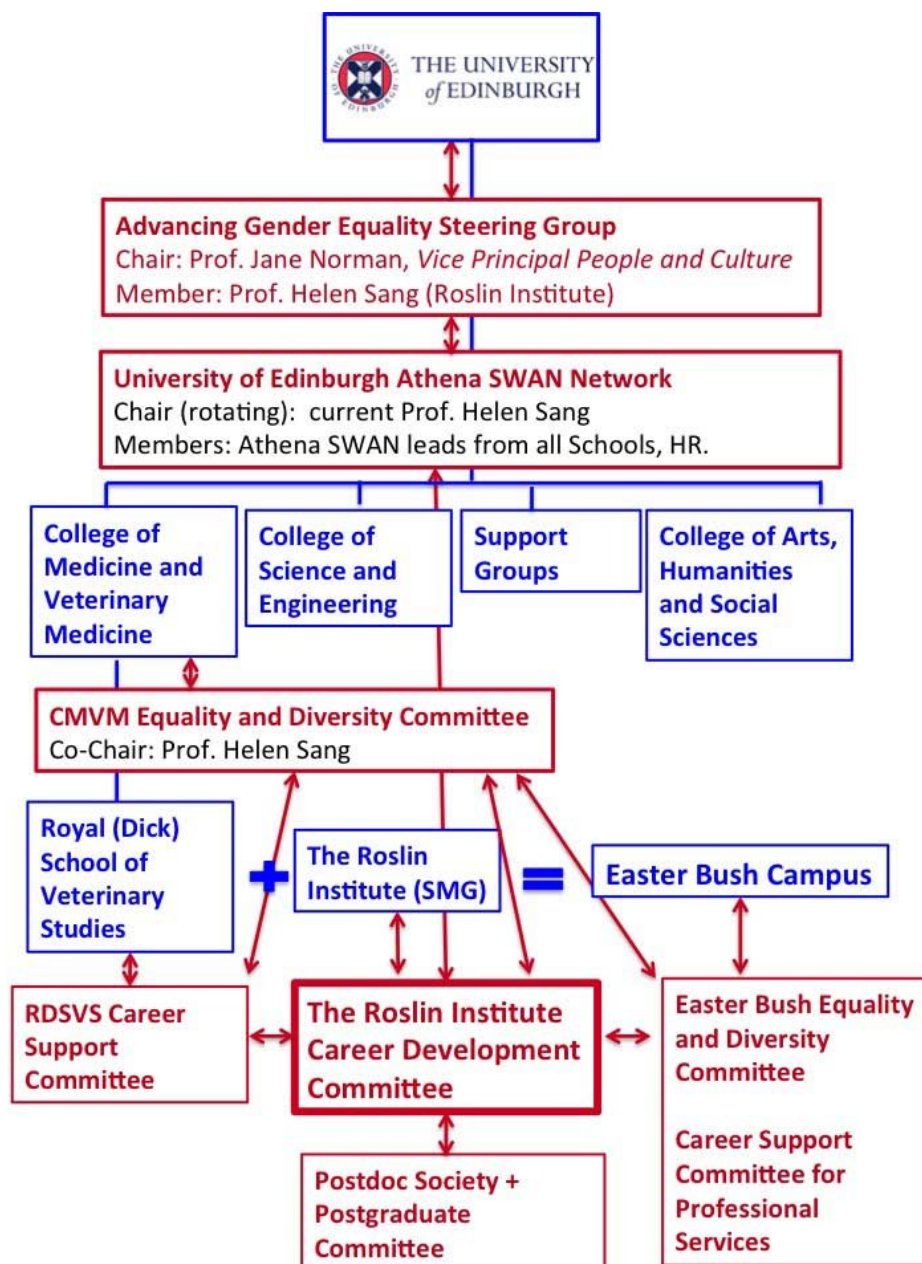 THE UNIVERSITY
OF EDINBURGH
THE UNIVERSITY
of EDINBURGH
Advancing Gender Equality Steering Group
Chair: Prof. Jane Norman, Vice Principal People and Culture
Member: Prof. Helen Sang (Roslin Institute)
University of Edinburgh Athena SWAN Network
Chair (rotating): current Prof. Helen Sang
Members: Athena SWAN leads from all Schools, HR.
College of
Medicine and
Veterinary
Medicine
College of
Science and
Engineering
Support
Groups
College of Arts,
Humanities
and Social
Sciences
CMVM Equality and Diversity Committee
Co-Chair: Prof. Helen Sang
Royal (Dick)
School of
Veterinary
Studies
+
The Roslin
Institute (SMG)
=
Easter Bush Campus
RDSVS Career
Support
Committee
The Roslin Institute
Career Development
Committee
Easter Bush Equality
and Diversity
Committee
Career Support
Committee for
Professional
Services
Postdoc Society +
Postgraduate
Committee